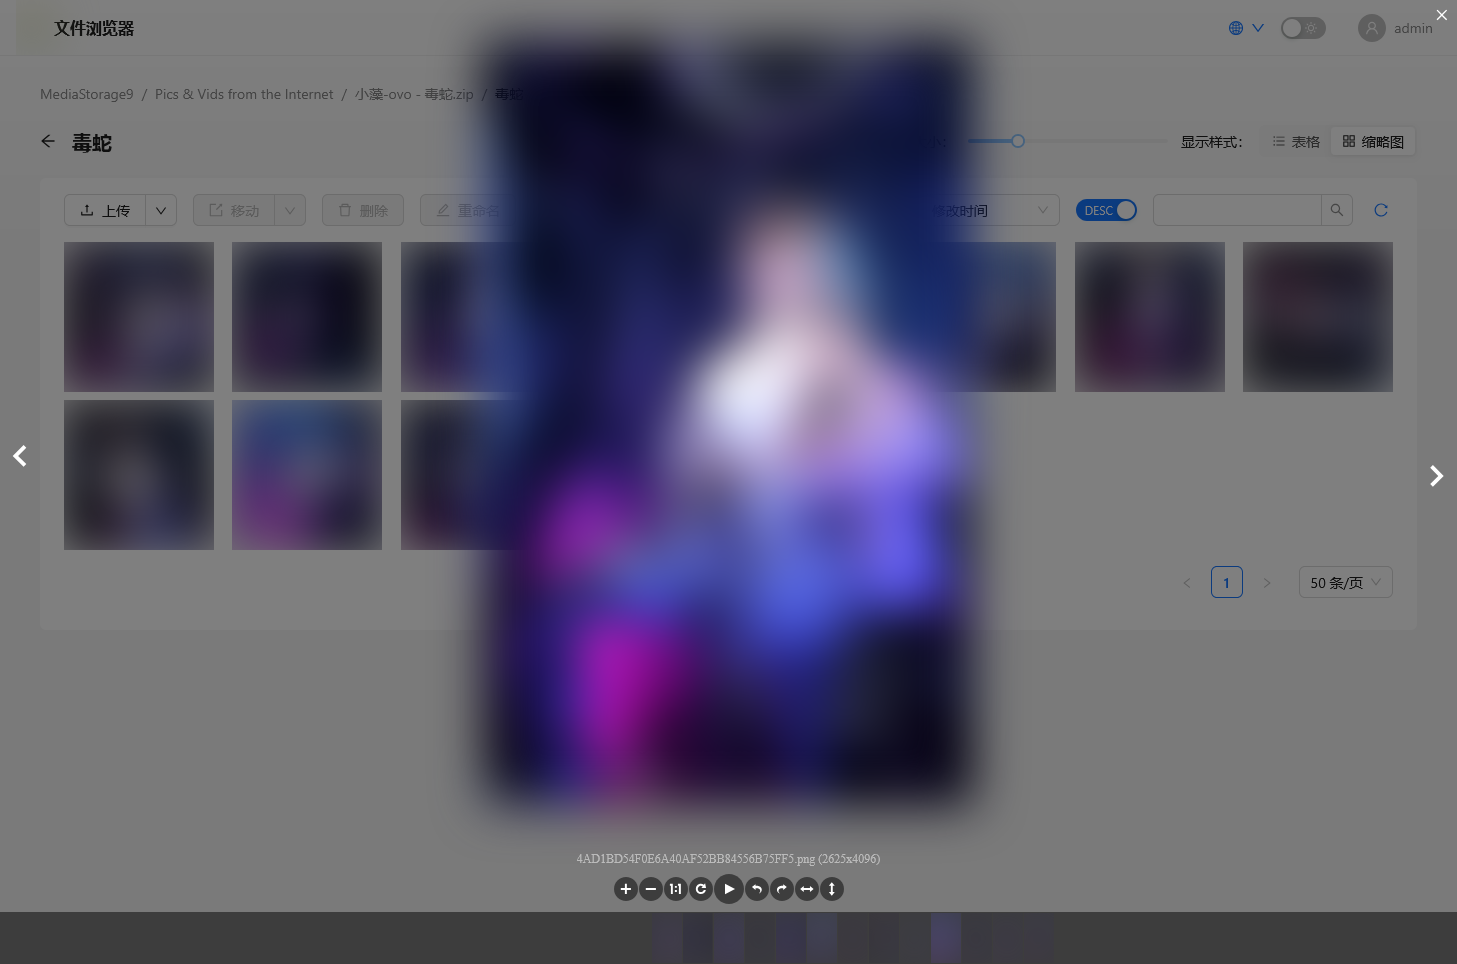 文件浏览器
admin
MediaStorage9 / Pics & Vids from the Internet / 小藻-ovo - 毒蛇.zip / 毒蛇
毒蛇
显示样式： 表格 缩略图
上传 移动 删除 重命名 修改时间 DESC
1 50 条/页
4AD1BD54F0E6A40AF52BB84556B75FF5.png (2625x4096)
1:1